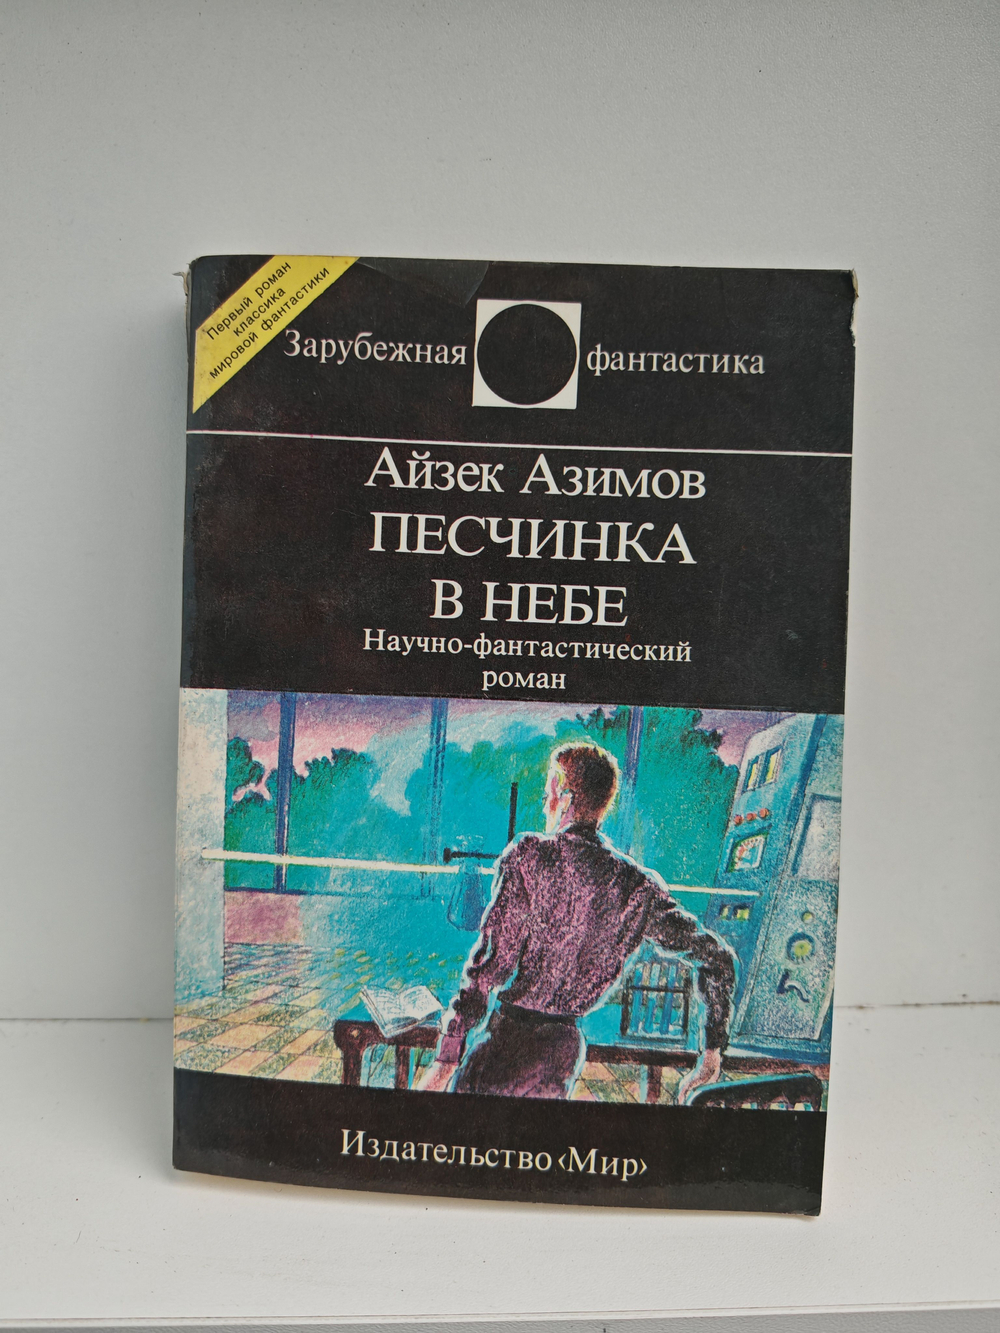 Первый роман
классика
мировой фантастики
Зарубежная фантастика
Айзек Азимов
ПЕСЧИНКА
В НЕБЕ
Научно-фантастический
роман
Издательство ‹Мир›